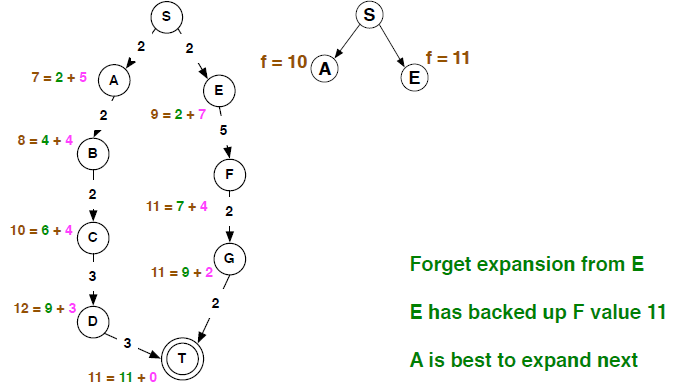 S
2
2
A
7 = 2 + 5
E
9 = 2 + 7
2
5
B
8 = 4 + 4
F
11 = 7 + 4
2
2
C
10 = 6 + 4
G
11 = 9 + 2
3
2
D
12 = 9 + 3
3
T
11 = 11 + 0
S
f = 10
A
E
f = 11
Forget expansion from E
E has backed up F value 11
A is best to expand next